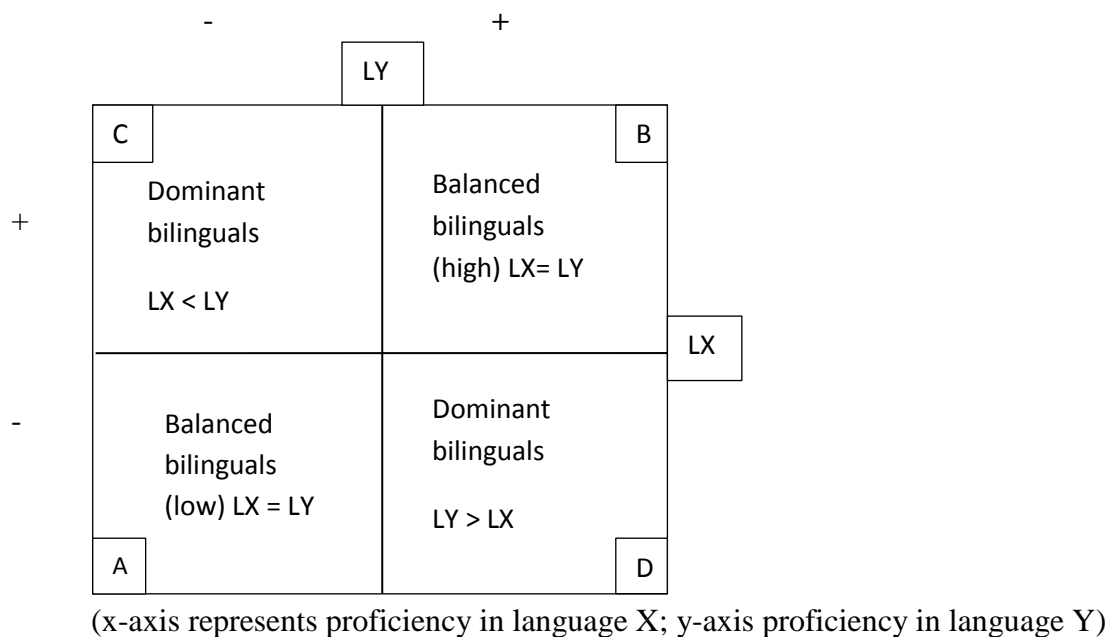 - +
LY
C
B
Dominant
bilinguals
LX < LY
Balanced
bilinguals
(high) LX= LY
+
LX
-
Balanced
bilinguals
(low) LX = LY
Dominant
bilinguals
LY > LX
A
D
(x-axis represents proficiency in language X; y-axis proficiency in language Y)